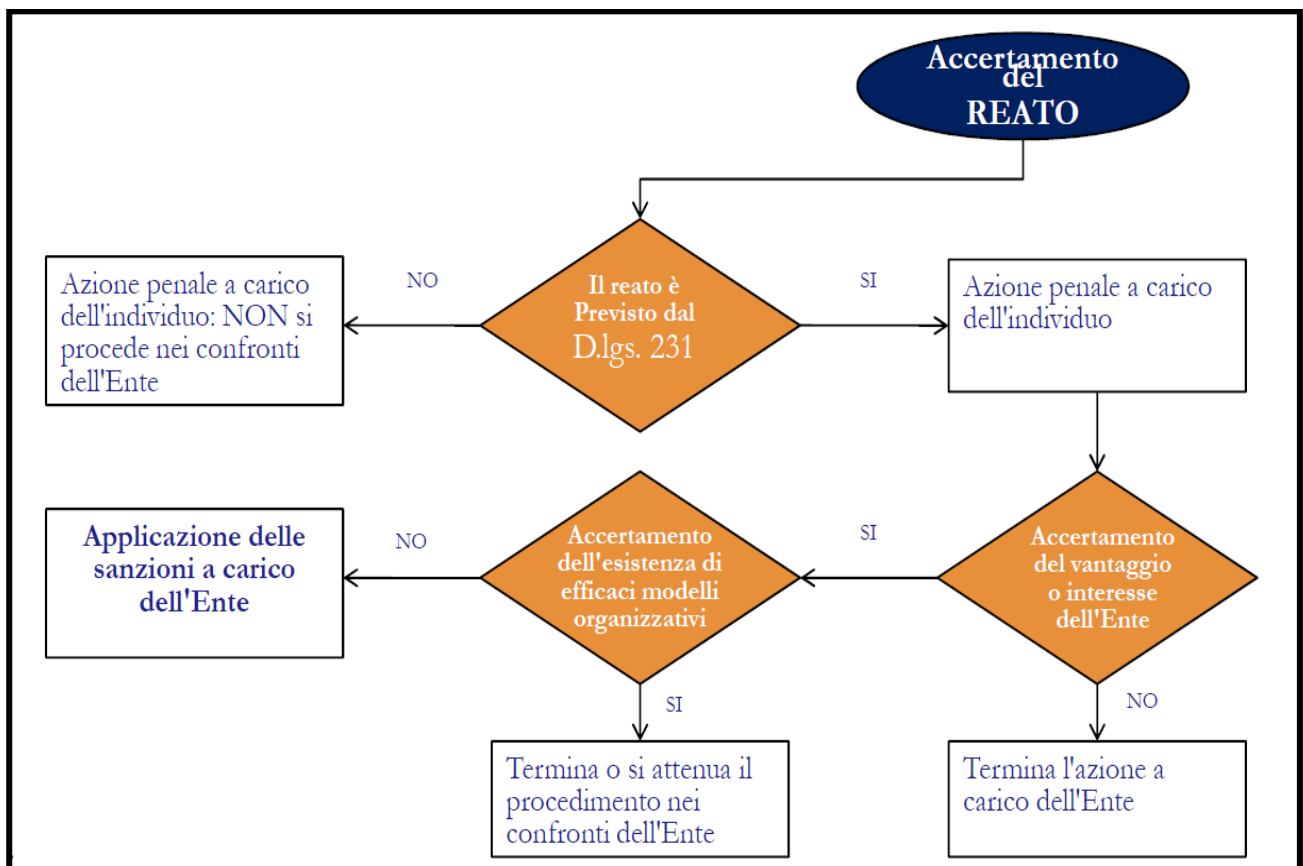 Accertamento
del
REATO
Il reato è
Previsto dal
D.lgs. 231
NO
SI
Azione penale a carico
dell'individuo: NON si
procede nei confronti
dell'Ente
Azione penale a carico
dell'individuo
Accertamento
del vantaggio
o interesse
dell'Ente
SI
NO
Accertamento
dell'esistenza di
efficaci modelli
organizzativi
NO
SI
Applicazione delle
sanzioni a carico
dell'Ente
Termina o si attenua il
procedimento nei
confronti dell'Ente
Termina l'azione a
carico dell'Ente